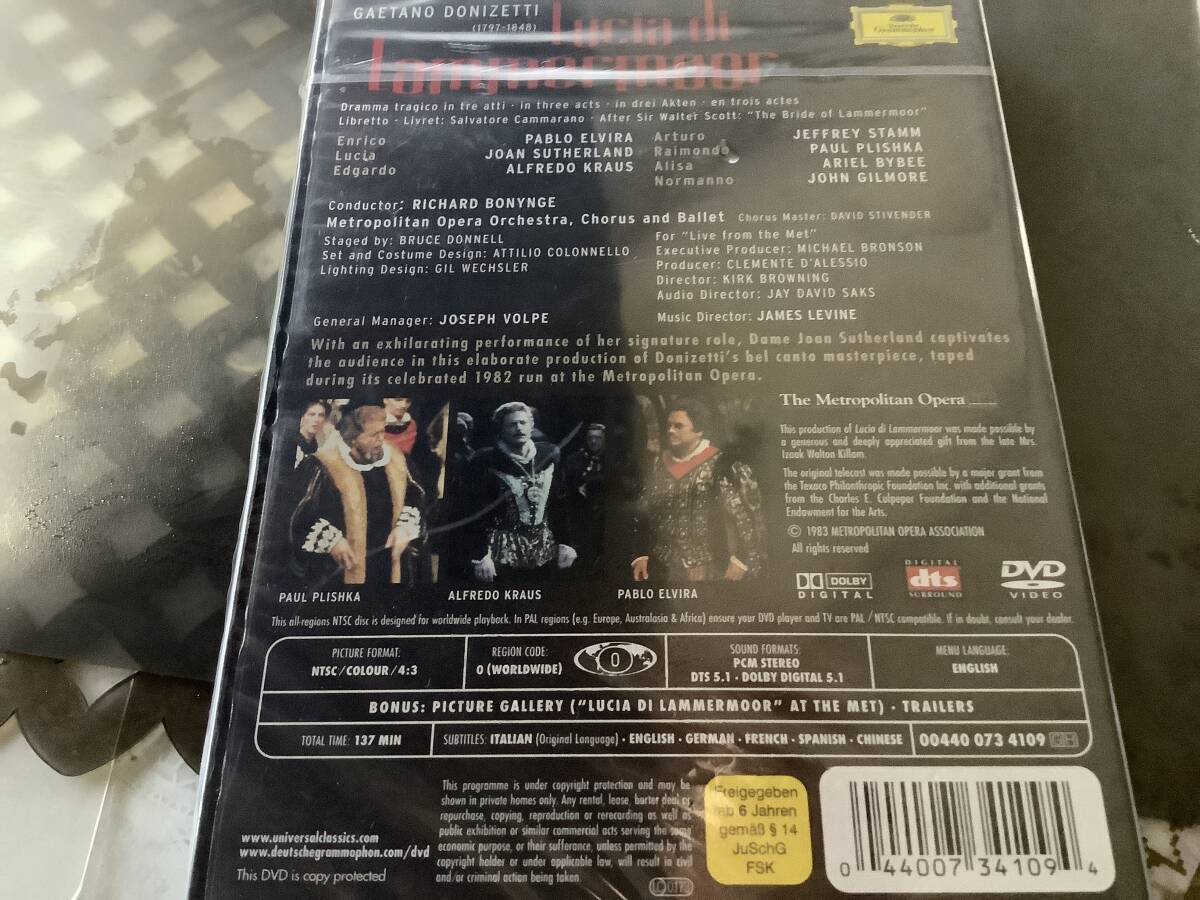 GAETANO DONIZETTI
(1797-1848)
Lucia di
Lammermoor
Deutsche
Grammophon
Dramma tragico in tre atti · in three acts · in drei Akten · en trois actes
Libretto · Livret: Salvatore Cammarano · After Sir Walter Scott: "The Bride of Lammermoor"
Enrico PABLO ELVIRA
Lucia JOAN SUTHERLAND
Edgardo ALFREDO KRAUS
Arturo JEFFREY STAMM
Raimondo PAUL PLISHKA
Alisa ARIEL BYBEE
Normanno JOHN GILMORE
Conductor: RICHARD BONYNGE
Metropolitan Opera Orchestra, Chorus and Ballet Chorus Master: DAVID STIVENDER
Staged by: BRUCE DONNELL
Set and Costume Design: ATTILIO COLONNELLO
Lighting Design: GIL WECHSLER
For "Live from the Met"
Executive Producer: MICHAEL BRONSON
Producer: CLEMENTE D'ALESSIO
Director: KIRK BROWNING
Audio Director: JAY DAVID SAKS
General Manager: JOSEPH VOLPE
Music Director: JAMES LEVINE
With an exhilarating performance of her signature role, Dame Joan Sutherland captivates
the audience in this elaborate production of Donizetti's bel canto masterpiece, taped
during its celebrated 1982 run at the Metropolitan Opera.
PAUL PLISHKA
ALFREDO KRAUS
PABLO ELVIRA
The Metropolitan Opera
This production of Lucia di Lammermoor was made possible by
a generous and deeply appreciated gift from the late Mrs.
Izaak Walton Killam.
The original telecast was made possible by a major grant from
the Texaco Philanthropic Foundation Inc. with additional grants
from the Charles E. Culpeper Foundation and the National
Endowment for the Arts.
© 1983 METROPOLITAN OPERA ASSOCIATION
All rights reserved
DOLBY
DIGITAL
DIGITAL
dts
SURROUND
DVD
VIDEO
This all-regions NTSC disc is designed for worldwide playback. In PAL regions (e.g. Europe, Australasia & Africa) ensure your DVD player and TV are PAL / NTSC compatible. If in doubt, consult your dealer.
PICTURE FORMAT:
NTSC/COLOUR/4:3
REGION CODE:
0 (WORLDWIDE)
0
SOUND FORMATS:
PCM STEREO
DTS 5.1 · DOLBY DIGITAL 5.1
MENU LANGUAGE:
ENGLISH
BONUS: PICTURE GALLERY ("LUCIA DI LAMMERMOOR" AT THE MET) · TRAILERS
TOTAL TIME: 137 MIN
SUBTITLES: ITALIAN (Original Language) · ENGLISH · GERMAN · FRENCH · SPANISH · CHINESE
00440 073 4109 GH
www.universalclassics.com
www.deutschegrammophon.com/dvd
This DVD is copy protected
This programme is under copyright protection and may be
shown in private homes only. Any rental, lease, barter deal or
repurchase, copying, reproduction or rerecording as well as
public exhibition or similar commercial acts serving the same
economic purpose, or their sufferance, unless permitted by the
copyright holder or under applicable law, will result in civil
and/or criminal action being taken.
LC 0173
Freigegeben
ab 6 Jahren
gemäß § 14
JuSchG
FSK
0 44007 34109 4